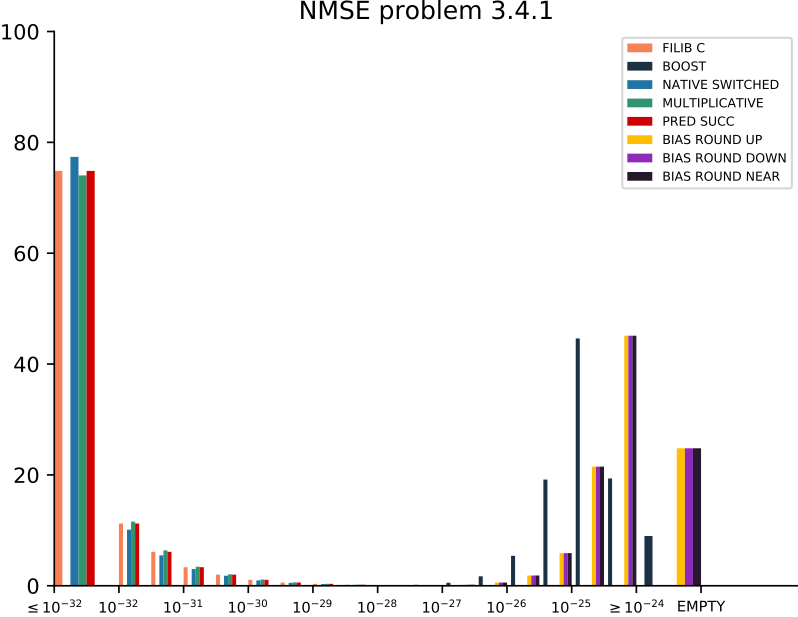 NMSE problem 3.4.1
100
80
60
40
20
0
FILIB C
BOOST
NATIVE SWITCHED
MULTIPLICATIVE
PRED SUCC
BIAS ROUND UP
BIAS ROUND DOWN
BIAS ROUND NEAR
≤ 10⁻³² 10⁻³² 10⁻³¹ 10⁻³⁰ 10⁻²⁹ 10⁻²⁸ 10⁻²⁷ 10⁻²⁶ 10⁻²⁵ ≥ 10⁻²⁴ EMPTY